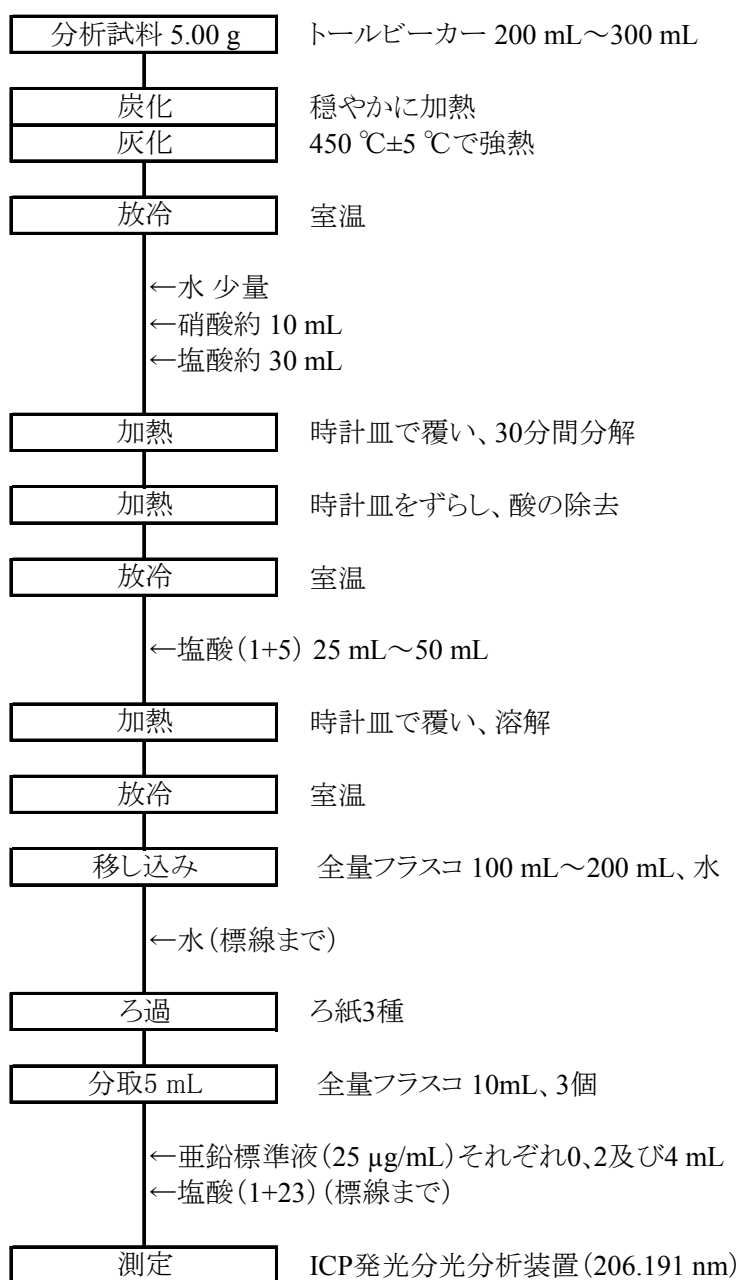 分析試料 5.00 g トールビーカー 200 mL～300 mL
炭化 穏やかに加熱
灰化 450 ℃±5 ℃で強熱
放冷 室温
←水 少量
←硝酸約 10 mL
←塩酸約 30 mL
加熱 時計皿で覆い、30分間分解
加熱 時計皿をずらし、酸の除去
放冷 室温
←塩酸（1+5） 25 mL～50 mL
加熱 時計皿で覆い、溶解
放冷 室温
移し込み 全量フラスコ 100 mL～200 mL、水
←水（標線まで）
ろ過 ろ紙3種
分取5 mL 全量フラスコ 10mL、3個
←亜鉛標準液（25 µg/mL）それぞれ0、2及び4 mL
←塩酸（1+23）（標線まで）
測定 ICP発光分光分析装置（206.191 nm）